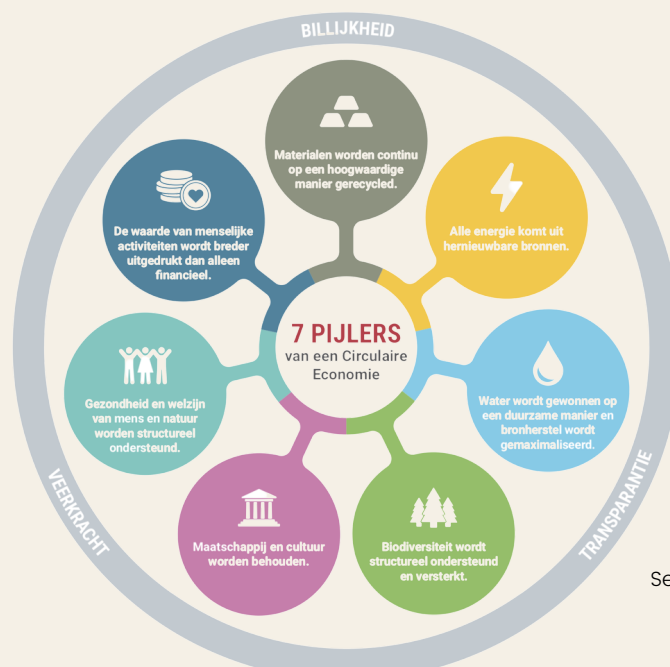 BILLIJKHEID
Materialen worden continu
op een hoogwaardige
manier gerecycled.
Alle energie komt uit
hernieuwbare bronnen.
De waarde van menselijke
activiteiten wordt breder
uitgedrukt dan alleen
financieel.
7 PIJLERS
van een Circulaire
Economie
Water wordt gewonnen op
een duurzame manier en
bronherstel wordt
gemaximaliseerd.
Gezondheid en welzijn
van mens en natuur
worden structureel
ondersteund.
Maatschappij en cultuur
worden behouden.
Biodiversiteit wordt
structureel ondersteund
en versterkt.
VEERKRACHT
TRANSPARANTIE
Se